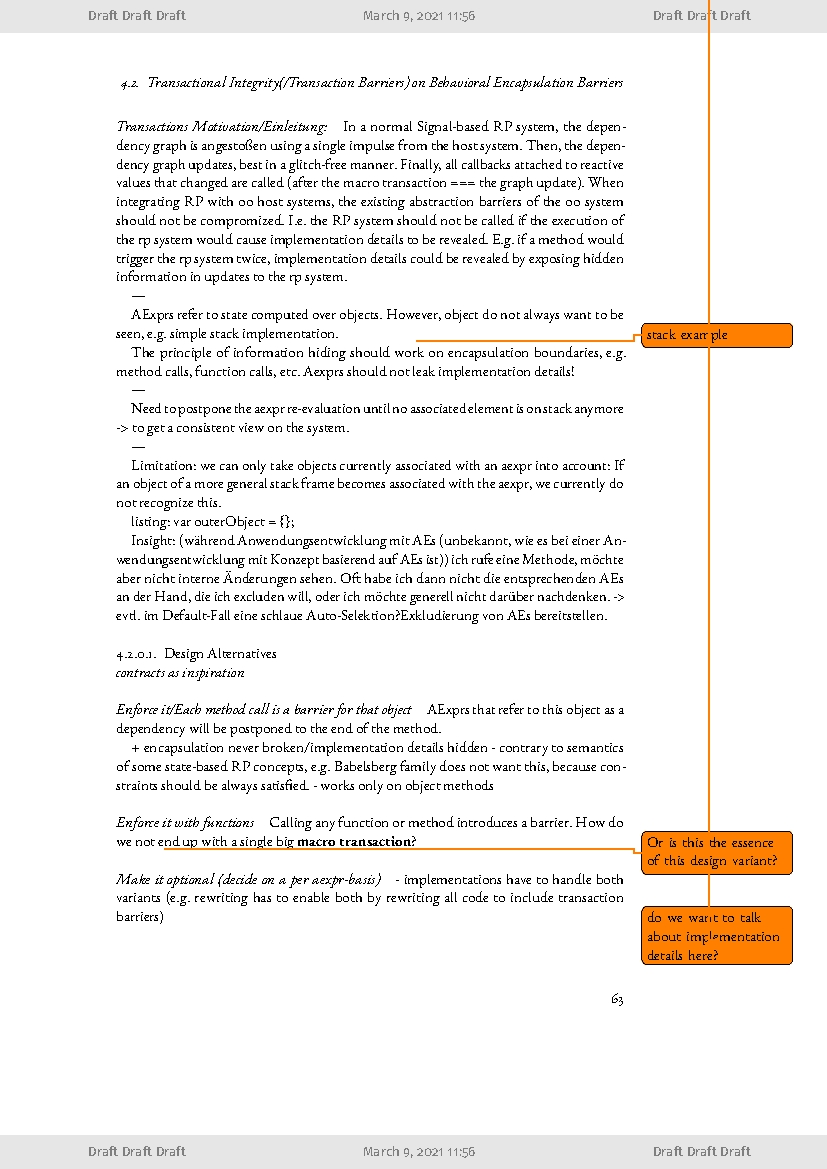 Draft Draft Draft March 9, 2021 11:56 Draft Draft Draft
4.2. Transactional Integrity(/Transaction Barriers) on Behavioral Encapsulation Barriers
Transactions Motivation/Einleitung: In a normal Signal-based RP system, the depen-
dency graph is angestoßen using a single impulse from the host system. Then, the depen-
dency graph updates, best in a glitch-free manner. Finally, all callbacks attached to reactive
values that changed are called (after the macro transaction === the graph update). When
integrating RP with oo host systems, the existing abstraction barriers of the oo system
should not be compromized. I.e. the RP system should not be called if the execution of
the rp system would cause implementation details to be revealed. E.g. if a method would
trigger the rp system twice, implementation details could be revealed by exposing hidden
information in updates to the rp system.
—
AExprs refer to state computed over objects. However, object do not always want to be
seen, e.g. simple stack implementation.
stack example
The principle of information hiding should work on encapsulation boundaries, e.g.
method calls, function calls, etc. Aexprs should not leak implementation details!
—
Need to postpone the aexpr re-evaluation until no associated element is on stack anymore
-> to get a consistent view on the system.
—
Limitation: we can only take objects currently associated with an aexpr into account: If
an object of a more general stack frame becomes associated with the aexpr, we currently do
not recognize this.
listing: var outerObject = {};
Insight: (während Anwendungsentwicklung mit AEs (unbekannt, wie es bei einer An-
wendungsentwicklung mit Konzept basierend auf AEs ist)) ich rufe eine Methode, möchte
aber nicht interne Änderungen sehen. Oft habe ich dann nicht die entsprechenden AEs
an der Hand, die ich excluden will, oder ich möchte generell nicht darüber nachdenken. ->
evtl. im Default-Fall eine schlaue Auto-Selektion?Exkludierung von AEs bereitstellen.
4.2.0.1. Design Alternatives
contracts as inspiration
Enforce it/Each method call is a barrier for that object AExprs that refer to this object as a
dependency will be postponed to the end of the method.
+ encapsulation never broken/implementation details hidden - contrary to semantics
of some state-based RP concepts, e.g. Babelsberg family does not want this, because con-
straints should be always satisfied. - works only on object methods
Enforce it with functions Calling any function or method introduces a barrier. How do
we not end up with a single big macro transaction?
Or is this the essence
of this design variant?
Make it optional (decide on a per aexpr-basis) - implementations have to handle both
variants (e.g. rewriting has to enable both by rewriting all code to include transaction
barriers)
do we want to talk
about implementation
details here?
63
Draft Draft Draft March 9, 2021 11:56 Draft Draft Draft